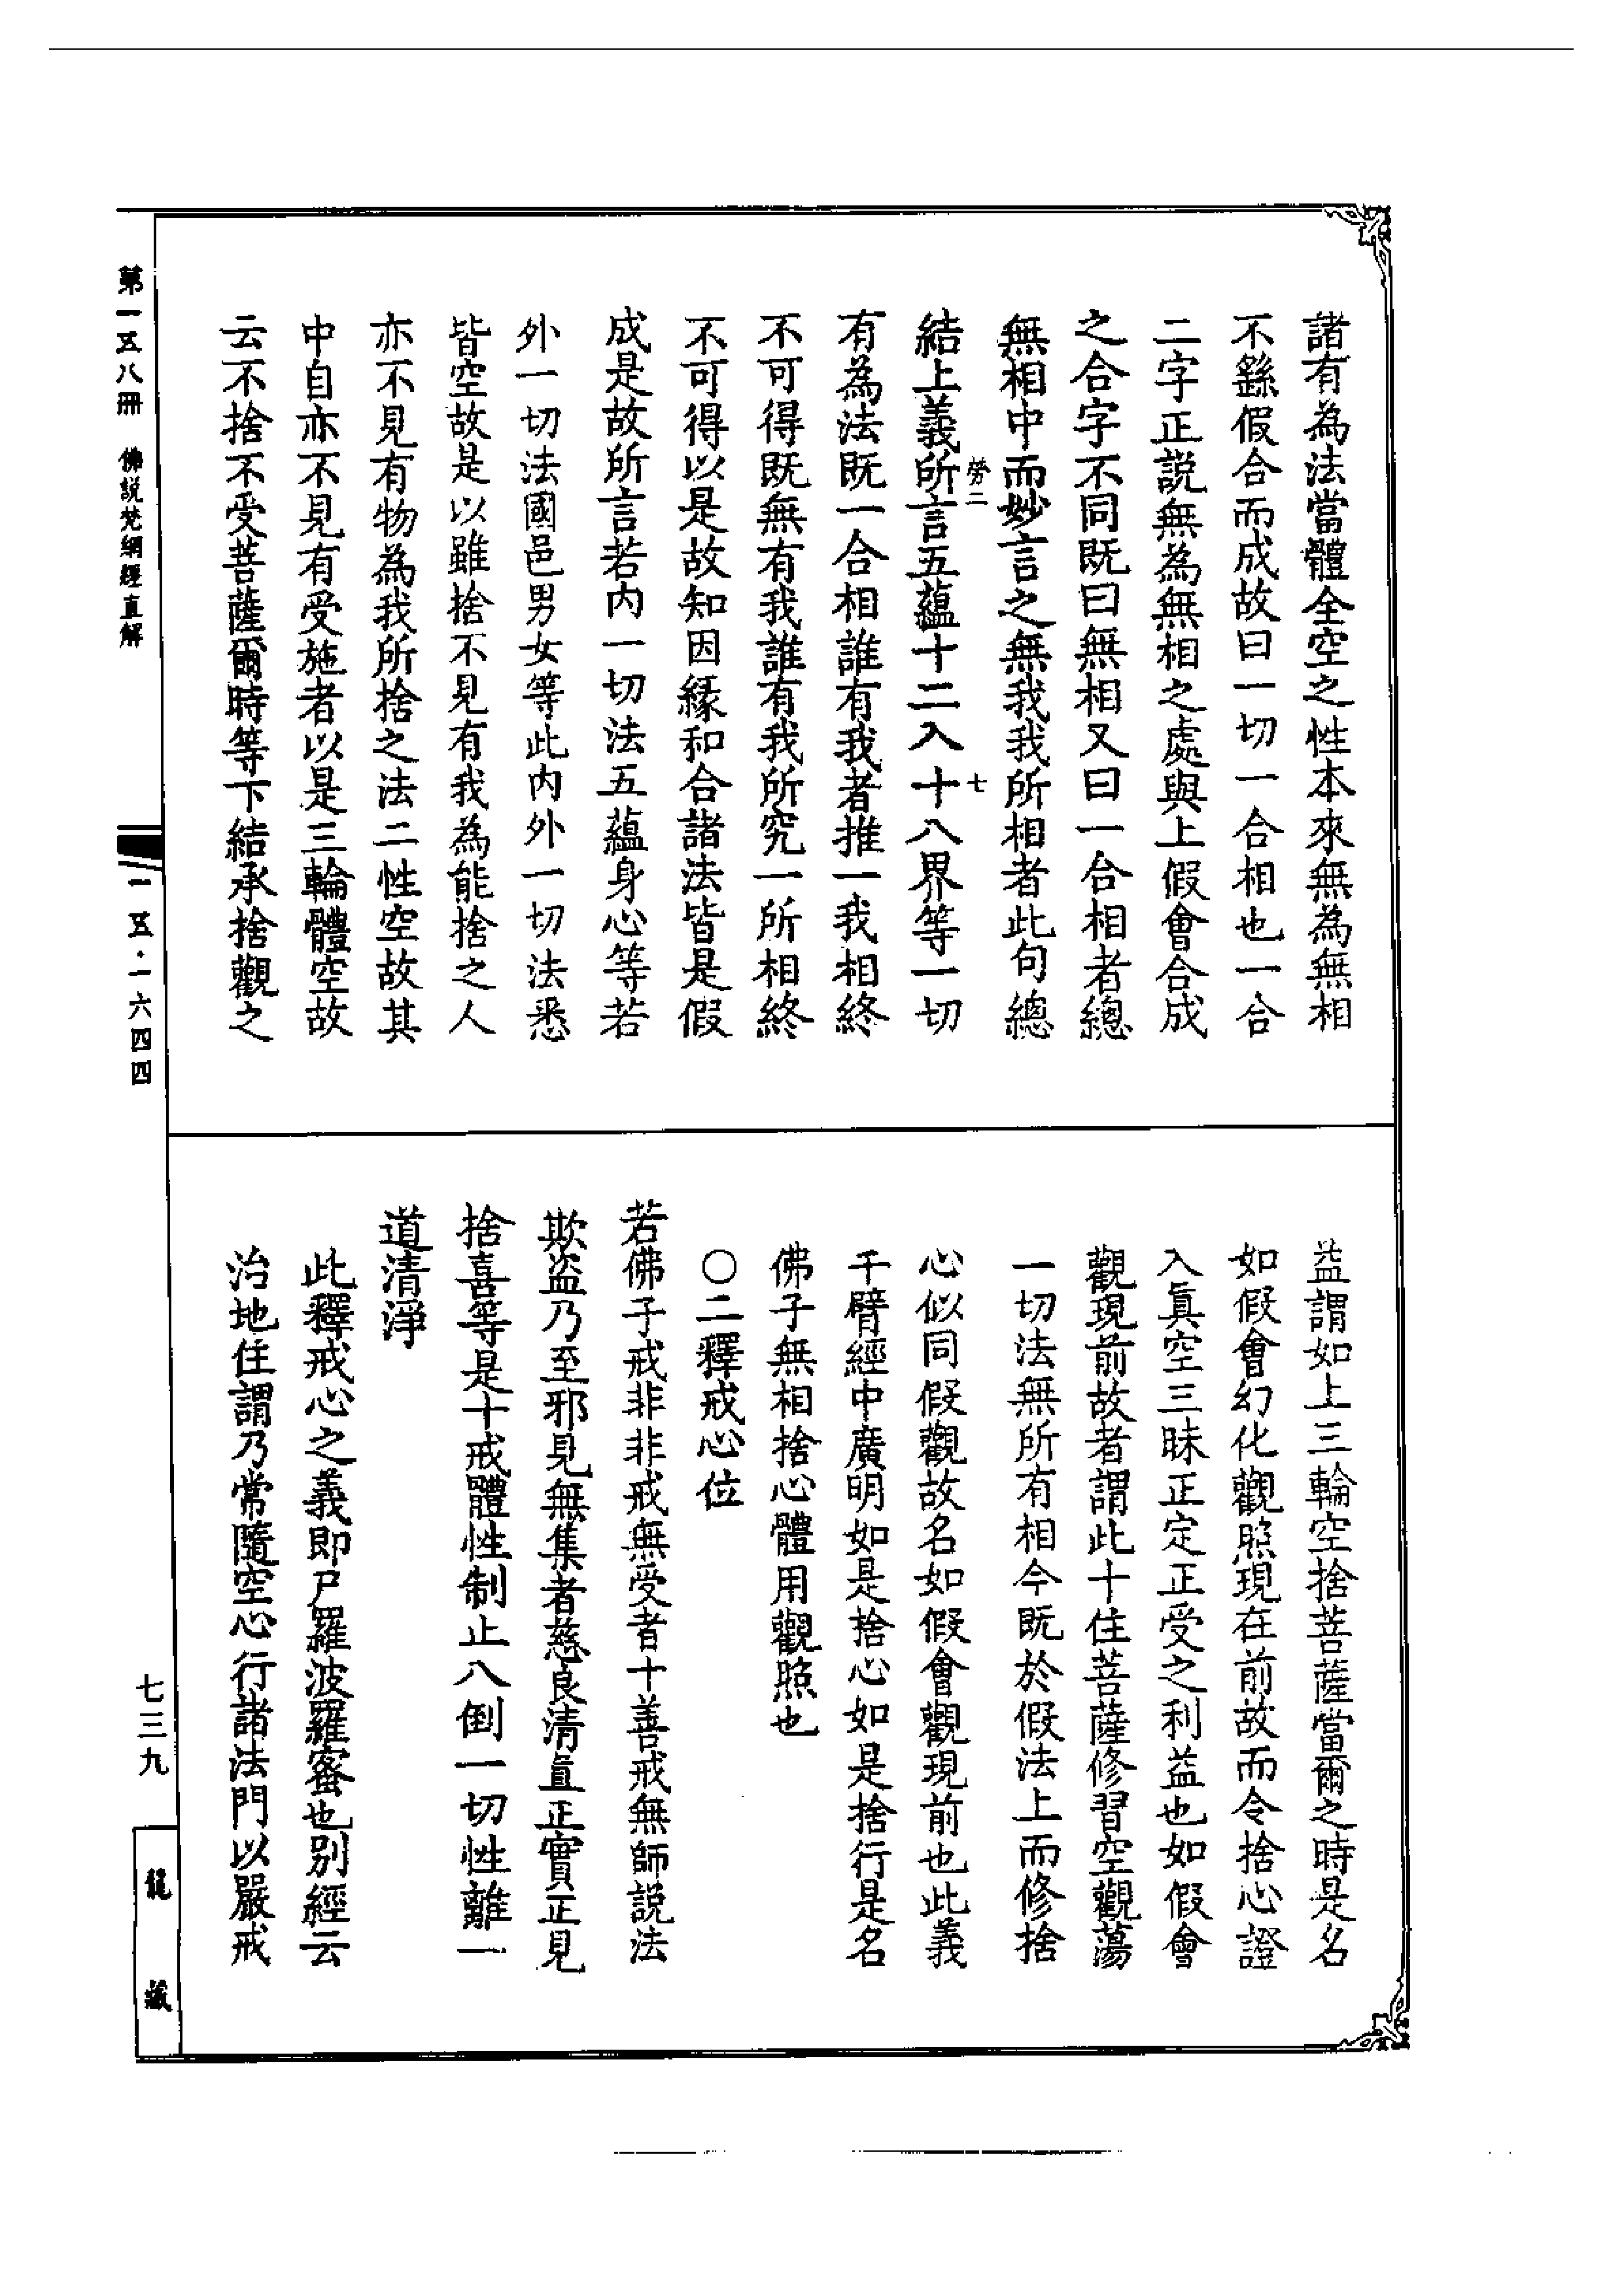 諸有為法當體全空之性本來無為無相
不繇假合而成故曰一切一合相也一合
二字正説無為無相之處與上假會合成
之合字不同既曰無相又曰一合相者總
無相中而妙言之無我我所相者此句總
勞二
七
結上義所言五蘊十二入十八界等一切
有為法既一合相誰有我者推一我相終
不可得既無有我誰有我所究一所相終
不可得以是故知因緣和合諸法皆是假
成是故所言若内一切法五蘊身心等若
外一切法國邑男女等此内外一切法悉
皆空故是以雖捨不見有我為能捨之人
亦不見有物為我所捨之法二性空故其
中自亦不見有受施者以是三輪體空故
云不捨不受菩薩爾時等下結承捨觀之
益謂如上三輪空捨菩薩當爾之時是名
如假會幻化觀照現在前故而令捨心證
入眞空三昧正定正受之利益也如假會
觀現前故者謂此十住菩薩修習空觀蕩
一切法無所有相今既於假法上而修捨
心似同假觀故名如假會觀現前也此義
千臂經中廣明如是捨心如是捨行是名
佛子無相捨心體用觀照也
○二釋戒心位
若佛子戒非非戒無受者十善戒無師説法
欺盜乃至邪見無集者慈良清直正實正見
捨喜等是十戒體性制止八倒一切性離一
道清淨
此釋戒心之義即尸羅波羅蜜也別經云
治地住謂乃常隨空心行諸法門以嚴戒
第一五八冊　佛説梵網經直解
一五·一六四四
七三九
龍藏